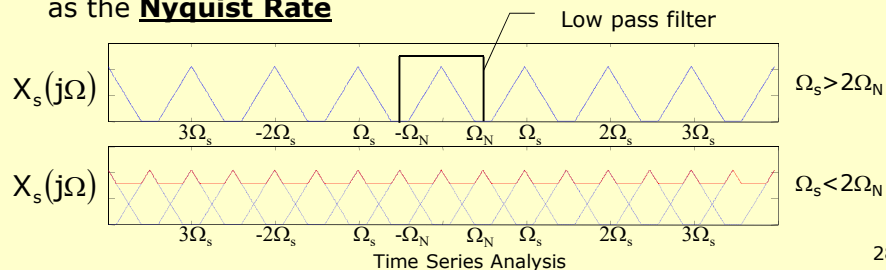 as the Nyquist Rate
Low pass filter
Xs(jΩ)
Ωs>2ΩN
3Ωs -2Ωs Ωs -ΩN ΩN Ωs 2Ωs 3Ωs
Xs(jΩ)
Ωs<2ΩN
3Ωs -2Ωs Ωs -ΩN ΩN Ωs 2Ωs 3Ωs
Time Series Analysis